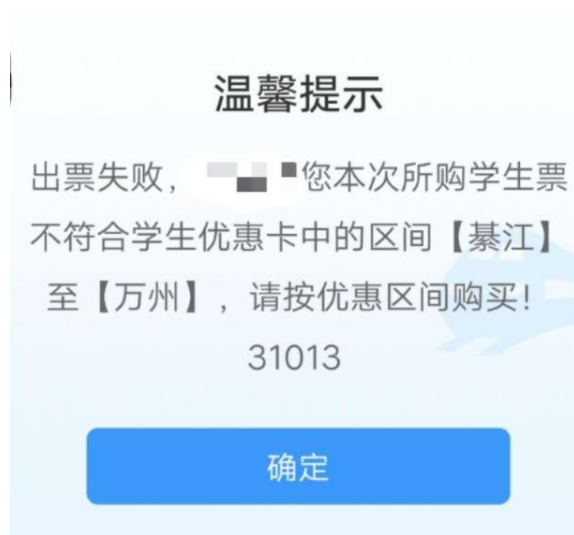 温馨提示
出票失败，您本次所购学生票
不符合学生优惠卡中的区间【綦江】
至【万州】，请按优惠区间购买！
31013
确定